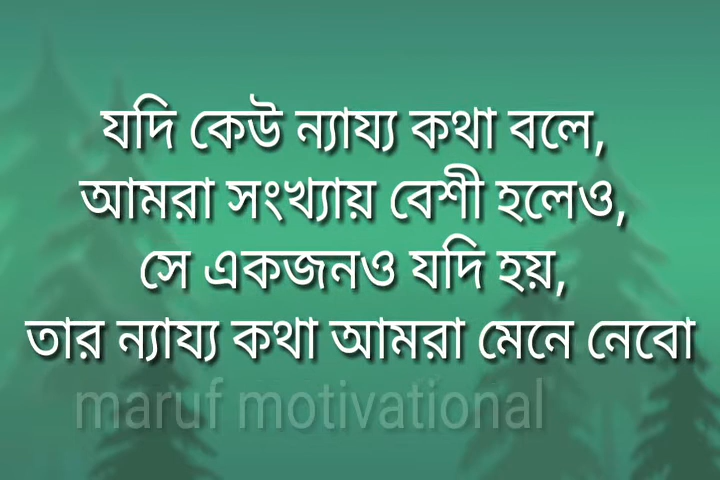 যদি কেউ ন্যায্য কথা বলে,
আমরা সংখ্যায় বেশী হলেও,
সে একজনও যদি হয়,
তার ন্যায্য কথা আমরা মেনে নেবো
maruf motivational